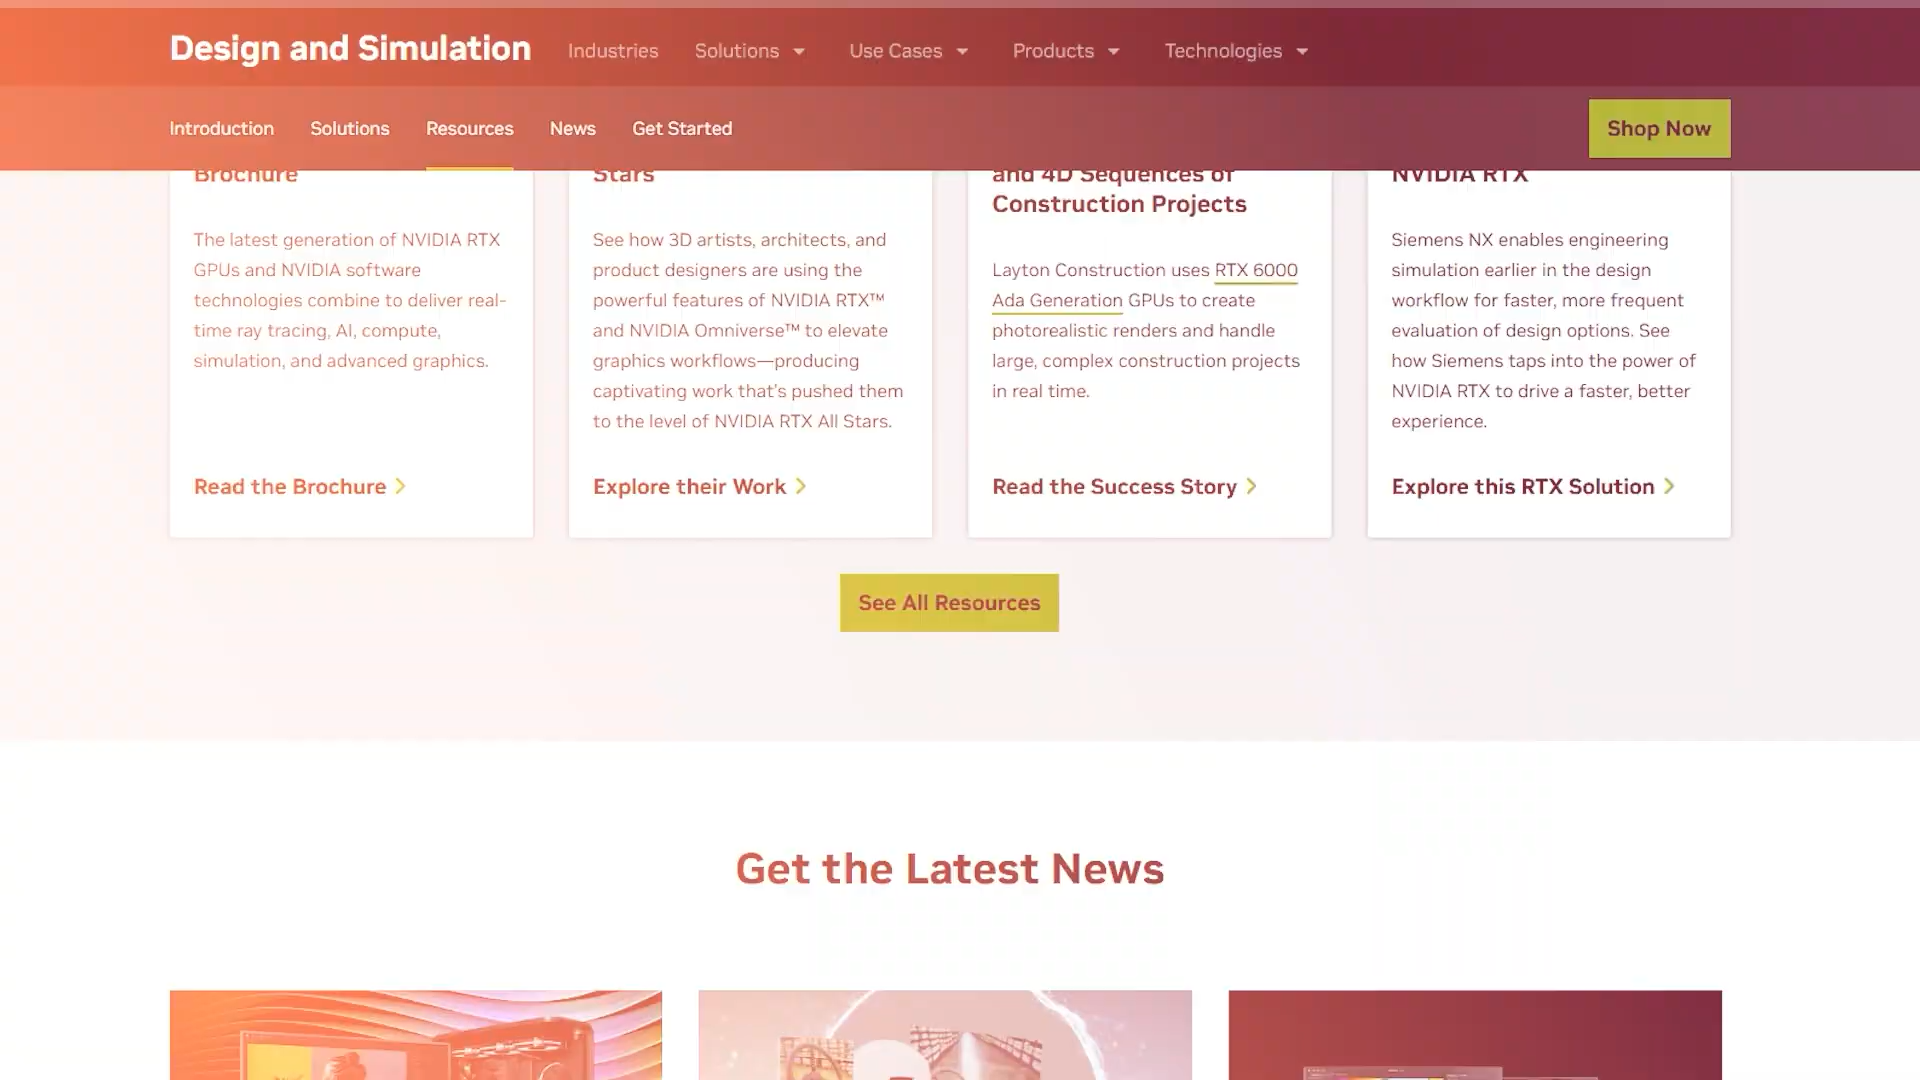 Design and Simulation Industries Solutions Use Cases Products Technologies
Introduction Solutions Resources News Get Started Shop Now
Brochure
The latest generation of NVIDIA RTX
GPUs and NVIDIA software
technologies combine to deliver real-
time ray tracing, AI, compute,
simulation, and advanced graphics.
Read the Brochure
Stars
See how 3D artists, architects, and
product designers are using the
powerful features of NVIDIA RTX™
and NVIDIA Omniverse™ to elevate
graphics workflows—producing
captivating work that's pushed them
to the level of NVIDIA RTX All Stars.
Explore their Work
and 4D Sequences of
Construction Projects
Layton Construction uses RTX 6000
Ada Generation GPUs to create
photorealistic renders and handle
large, complex construction projects
in real time.
Read the Success Story
NVIDIA RTX
Siemens NX enables engineering
simulation earlier in the design
workflow for faster, more frequent
evaluation of design options. See
how Siemens taps into the power of
NVIDIA RTX to drive a faster, better
experience.
Explore this RTX Solution
See All Resources
Get the Latest News